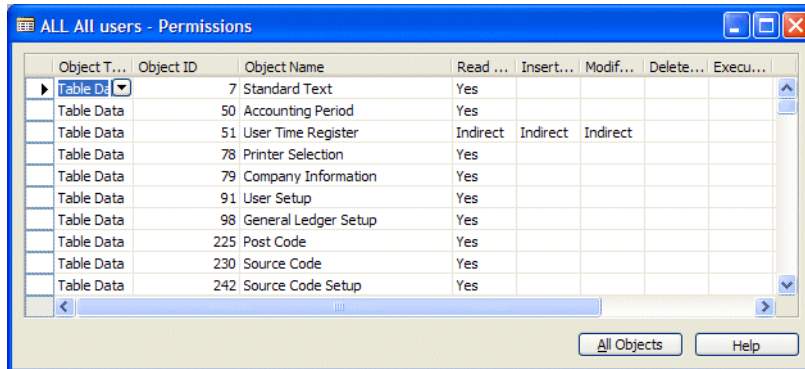 ALL All users - Permissions
Object T... Object ID Object Name Read ... Insert... Modif... Delete... Execu...
Table Da 7 Standard Text Yes
Table Data 50 Accounting Period Yes
Table Data 51 User Time Register Indirect Indirect Indirect
Table Data 78 Printer Selection Yes
Table Data 79 Company Information Yes
Table Data 91 User Setup Yes
Table Data 98 General Ledger Setup Yes
Table Data 225 Post Code Yes
Table Data 230 Source Code Yes
Table Data 242 Source Code Setup Yes
All Objects Help